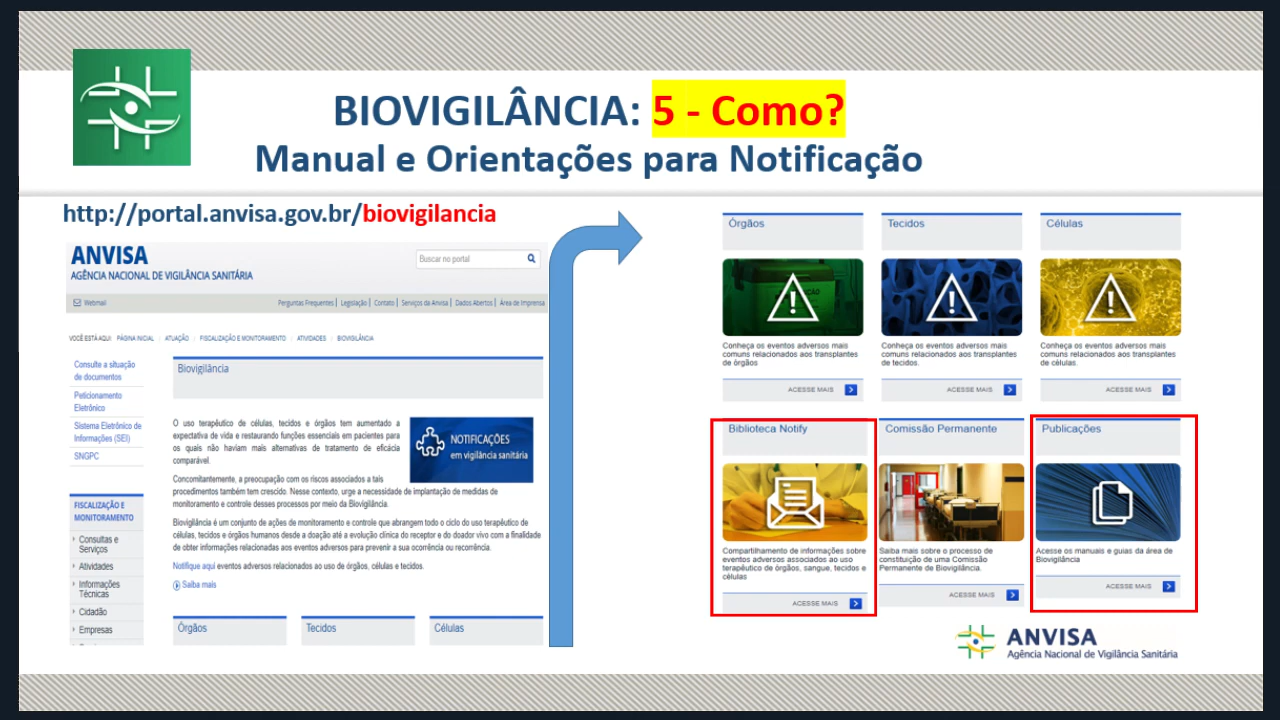 BIOVIGILÂNCIA: 5 - Como?
Manual e Orientações para Notificação
http://portal.anvisa.gov.br/biovigilancia
ANVISA
AGÊNCIA NACIONAL DE VIGILÂNCIA SANITÁRIA
Buscar no portal
Webmail
Perguntas Frequentes | Legislação | Contato | Serviços da Anvisa | Dados Abertos | Área de Imprensa
VOCÊ ESTÁ AQUI: PÁGINA INICIAL ATUAÇÃO FISCALIZAÇÃO E MONITORAMENTO ATIVIDADES BIOVIGILÂNCIA
Consulte a situação
de documentos
Peticionamento
Eletrônico
Sistema Eletrônico de
Informações (SEI)
SNGPC
FISCALIZAÇÃO E
MONITORAMENTO
Consultas e
Serviços
Atividades
Informações
Técnicas
Cidadão
Empresas
Biovigilância
O uso terapêutico de células, tecidos e órgãos tem aumentado a
expectativa de vida e restaurando funções essenciais em pacientes para
os quais não haviam mais alternativas de tratamento de eficácia
comparável.
NOTIFICAÇÕES
em vigilância sanitária
Concomitantemente, a preocupação com os riscos associados a tais
procedimentos também tem crescido. Nesse contexto, urge a necessidade de implantação de medidas de
monitoramento e controle desses processos por meio da Biovigilância.
Biovigilância é um conjunto de ações de monitoramento e controle que abrangem todo o ciclo do uso terapêutico de
células, tecidos e órgãos humanos desde a doação até a evolução clínica do receptor e do doador vivo com a finalidade
de obter informações relacionadas aos eventos adversos para prevenir a sua ocorrência ou recorrência.
Notifique aqui eventos adversos relacionados ao uso de órgãos, células e tecidos.
Saiba mais
Órgãos
Tecidos
Células
Órgãos
Tecidos
Células
Conheça os eventos adversos mais
comuns relacionados aos transplantes
de órgãos
Conheça os eventos adversos mais
comuns relacionados aos transplantes
de tecidos.
Conheça os eventos adversos mais
comuns relacionados aos transplantes
de células.
ACESSE MAIS
ACESSE MAIS
ACESSE MAIS
Biblioteca Notify
Comissão Permanente
Publicações
Compartilhamento de informações sobre
eventos adversos associados ao uso
terapêutico de órgãos, sangue, tecidos e
células
Saiba mais sobre o processo de
constituição de uma Comissão
Permanente de Biovigilância.
Acesse os manuais e guias da área de
Biovigilância
ACESSE MAIS
ACESSE MAIS
ACESSE MAIS
ANVISA
Agência Nacional de Vigilância Sanitária